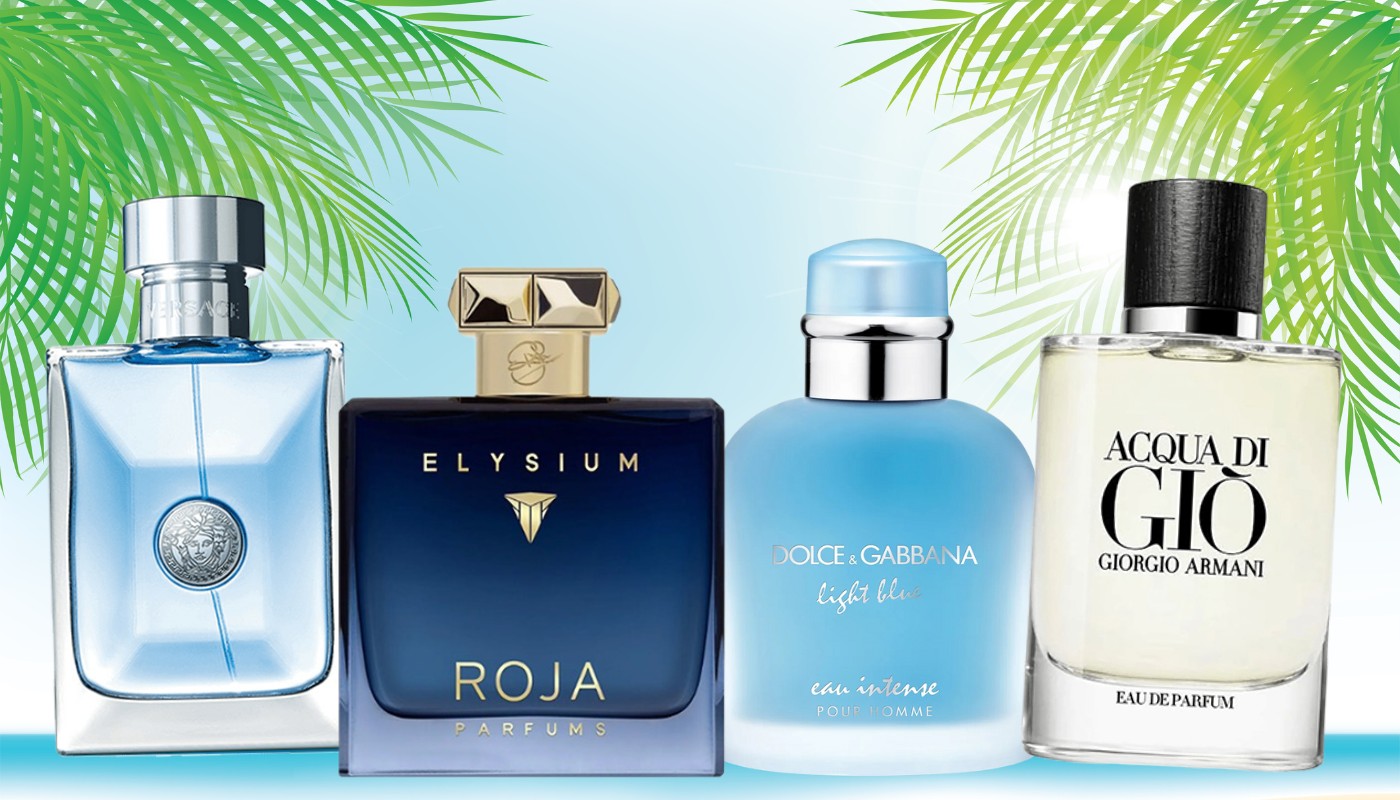 VERSACE
ELYSIUM
ROJA
PARFUMS
DOLCE & GABBANA
light blue
eau intense
POUR HOMME
ACQUA DI
GIÒ
GIORGIO ARMANI
EAU DE PARFUM